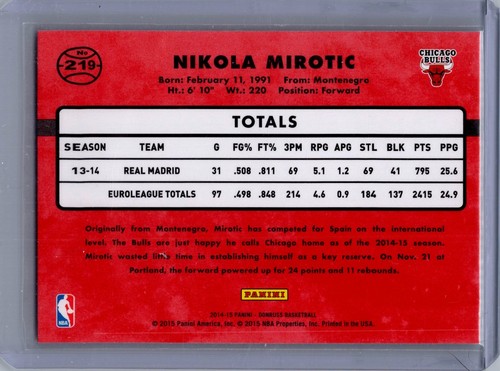 No
219
NIKOLA MIROTIC
CHICAGO
BULLS
Born: February 11, 1991 From: Montenegro
Ht.: 6' 10" Wt.: 220 Position: Forward
TOTALS
SEASON TEAM G FG% FT% 3PM RPG APG STL BLK PTS PPG
13-14 REAL MADRID 31 .508 .811 69 5.1 1.2 69 41 795 25.6
EUROLEAGUE TOTALS 97 .498 .848 214 4.6 0.9 184 137 2415 24.9
Originally from Montenegro, Mirotic has competed for Spain on the international
level. The Bulls are just happy he calls Chicago home as of the 2014-15 season.
Mirotic wasted little time in establishing himself as a key reserve. On Nov. 21 at
Portland, the forward powered up for 24 points and 11 rebounds.
PANINI
NBA
2014-15 PANINI - DONRUSS BASKETBALL
© 2015 Panini America, Inc. © 2015 NBA Properties, Inc. Printed in the USA.